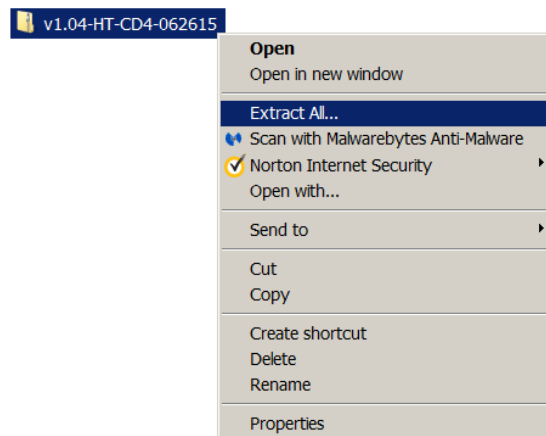 v1.04-HT-CD4-062615
Open
Open in new window
Extract All...
Scan with Malwarebytes Anti-Malware
Norton Internet Security
Open with...
Send to
Cut
Copy
Create shortcut
Delete
Rename
Properties